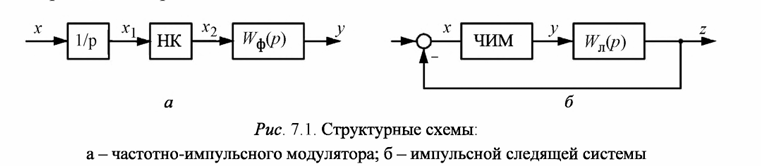 x 1/p x₁ НК x₂ Wф(p) y
x ЧИМ y Wл(p) z
–
а б
Рис. 7.1. Структурные схемы:
а – частотно-импульсного модулятора; б – импульсной следящей системы